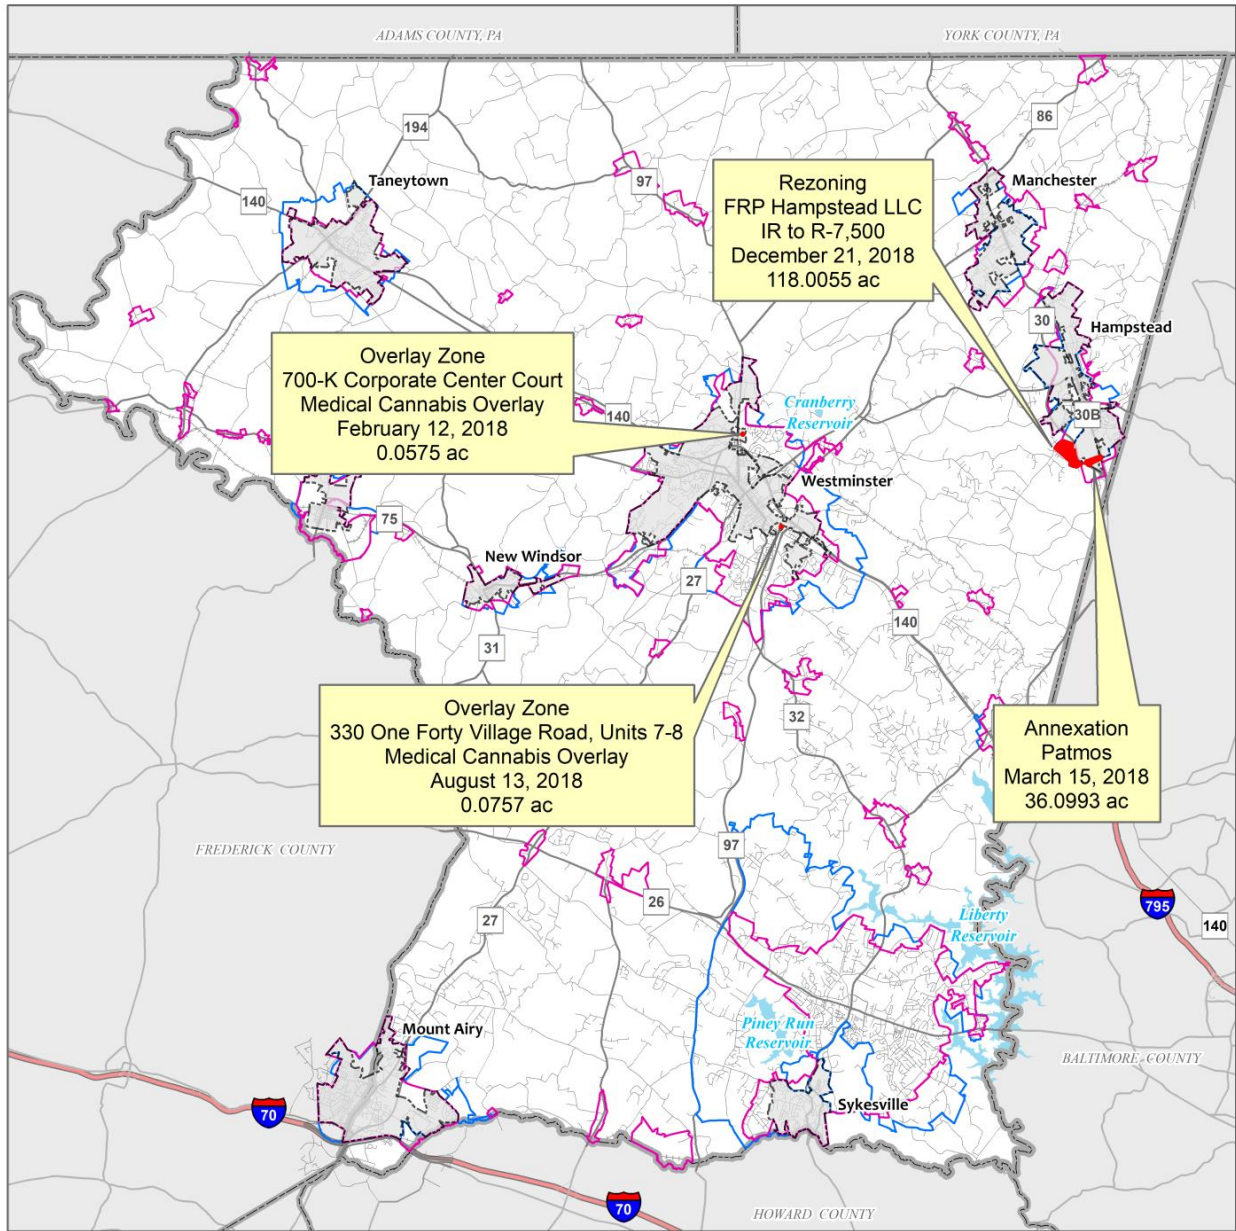 ADAMS COUNTY, PA
YORK COUNTY, PA
86
194
97
Taneytown
140
Manchester
Rezoning
FRP Hampstead LLC
IR to R-7,500
December 21, 2018
118.0055 ac
30
Hampstead
Overlay Zone
700-K Corporate Center Court
Medical Cannabis Overlay
February 12, 2018
0.0575 ac
140
Cranberry
Reservoir
30B
Westminster
75
New Windsor
27
140
31
Overlay Zone
330 One Forty Village Road, Units 7-8
Medical Cannabis Overlay
August 13, 2018
0.0757 ac
32
Annexation
Patmos
March 15, 2018
36.0993 ac
FREDERICK COUNTY
97
26
27
795
140
Liberty
Reservoir
Piney Run
Reservoir
Mount Airy
BALTIMORE COUNTY
Sykesville
70
70
HOWARD COUNTY